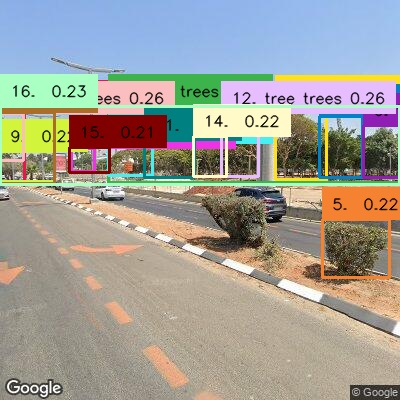 trees
16. 0.23
ees 0.26
12. tree trees 0.26
14. 0.22
1.
15. 0.21
9 0.22
5. 0.22
Google
© Google